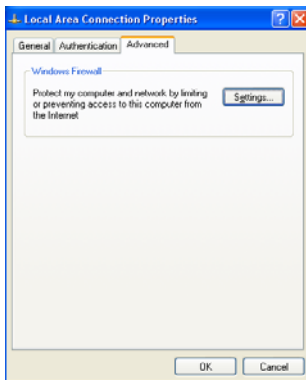 Local Area Connection Properties
General Authentication Advanced
Windows Firewall
Protect my computer and network by limiting
or preventing access to this computer from
the Internet
Settings...
OK Cancel